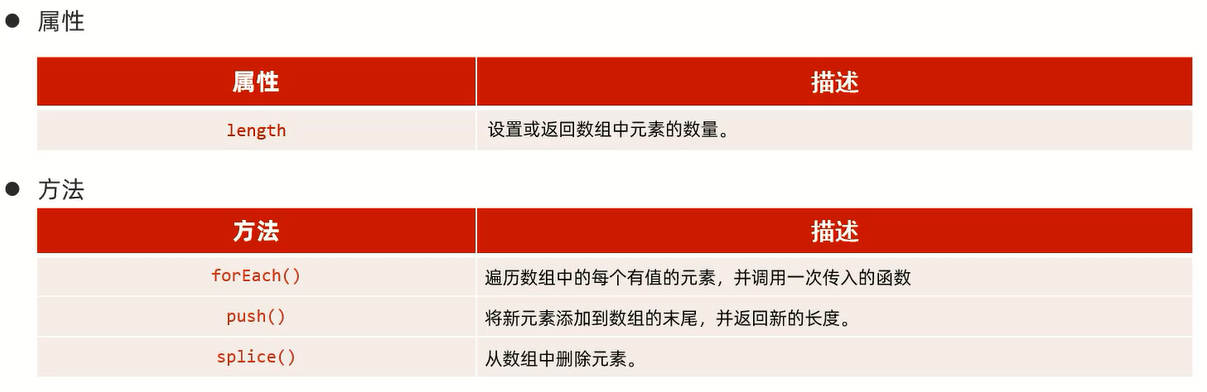 属性
属性 描述
length 设置或返回数组中元素的数量。
方法
方法 描述
forEach() 遍历数组中的每个有值的元素，并调用一次传入的函数
push() 将新元素添加到数组的末尾，并返回新的长度。
splice() 从数组中删除元素。